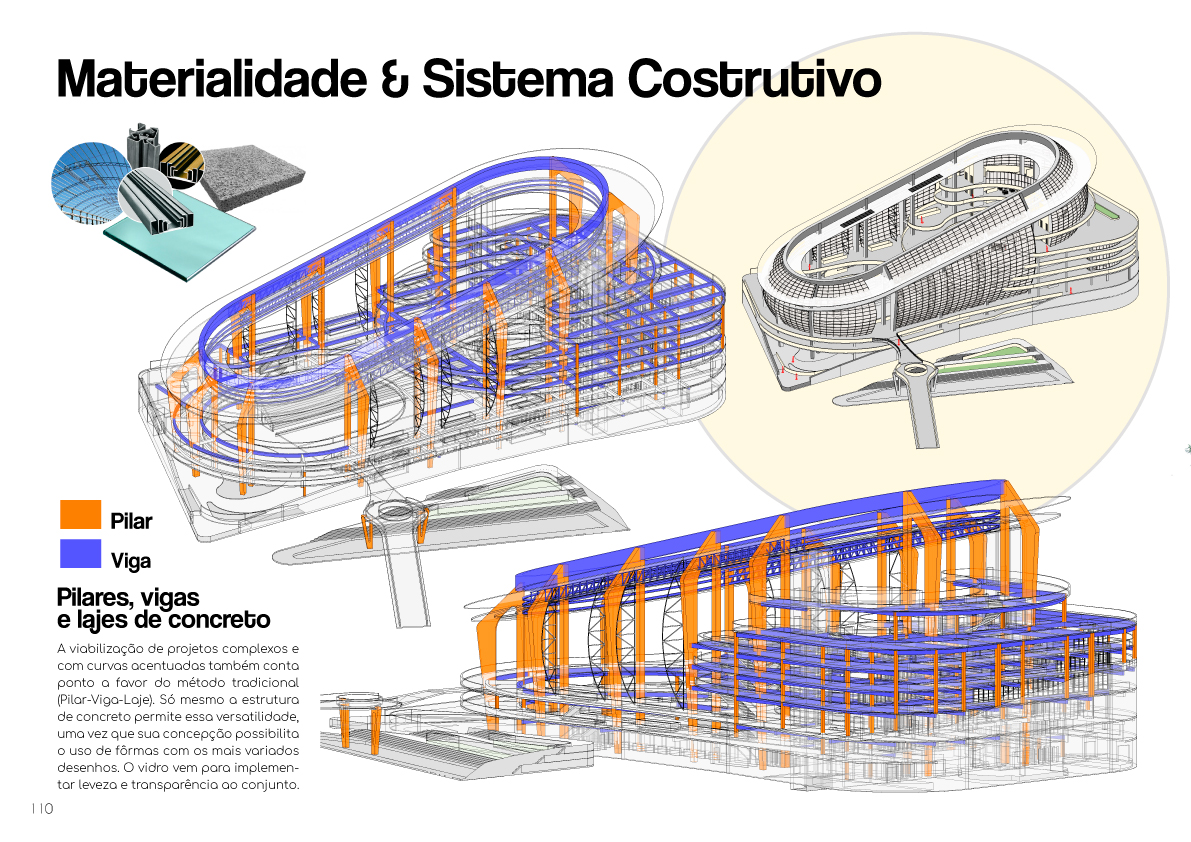 Materialidade & Sistema Costrutivo
Pilar
Viga
Pilares, vigas
e lajes de concreto
A viabilização de projetos complexos e
com curvas acentuadas também conta
ponto a favor do método tradicional
(Pilar-Viga-Laje). Só mesmo a estrutura
de concreto permite essa versatilidade,
uma vez que sua concepção possibilita
o uso de fôrmas com os mais variados
desenhos. O vidro vem para implemen-
tar leveza e transparência ao conjunto.
110